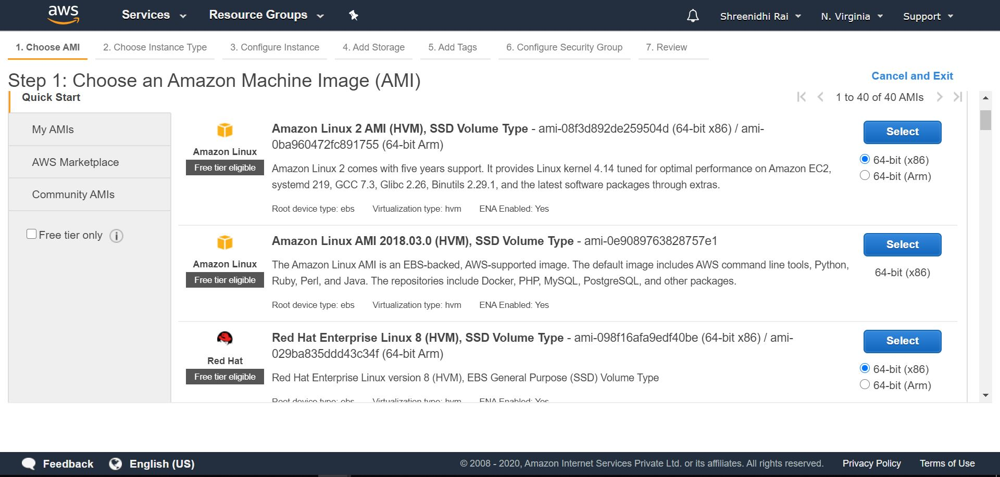 aws Services Resource Groups Shreenidhi Rai N. Virginia Support
1. Choose AMI 2. Choose Instance Type 3. Configure Instance 4. Add Storage 5. Add Tags 6. Configure Security Group 7. Review
Step 1: Choose an Amazon Machine Image (AMI)
Cancel and Exit
Quick Start
1 to 40 of 40 AMIs
My AMIs
AWS Marketplace
Community AMIs
Free tier only
Amazon Linux
Free tier eligible
Amazon Linux 2 AMI (HVM), SSD Volume Type - ami-08f3d892de259504d (64-bit x86) / ami-
0ba960472fc891755 (64-bit Arm)
Amazon Linux 2 comes with five years support. It provides Linux kernel 4.14 tuned for optimal performance on Amazon EC2,
systemd 219, GCC 7.3, Glibc 2.26, Binutils 2.29.1, and the latest software packages through extras.
Root device type: ebs Virtualization type: hvm ENA Enabled: Yes
Select
64-bit (x86)
64-bit (Arm)
Amazon Linux
Free tier eligible
Amazon Linux AMI 2018.03.0 (HVM), SSD Volume Type - ami-0e9089763828757e1
The Amazon Linux AMI is an EBS-backed, AWS-supported image. The default image includes AWS command line tools, Python,
Ruby, Perl, and Java. The repositories include Docker, PHP, MySQL, PostgreSQL, and other packages.
Root device type: ebs Virtualization type: hvm ENA Enabled: Yes
Select
64-bit (x86)
Red Hat
Free tier eligible
Red Hat Enterprise Linux 8 (HVM), SSD Volume Type - ami-098f16afa9edf40be (64-bit x86) / ami-
029ba835ddd43c34f (64-bit Arm)
Red Hat Enterprise Linux version 8 (HVM), EBS General Purpose (SSD) Volume Type
Root device type: ebs Virtualization type: hvm ENA Enabled: Yes
Select
64-bit (x86)
64-bit (Arm)
Feedback English (US) © 2008 - 2020, Amazon Internet Services Private Ltd. or its affiliates. All rights reserved. Privacy Policy Terms of Use